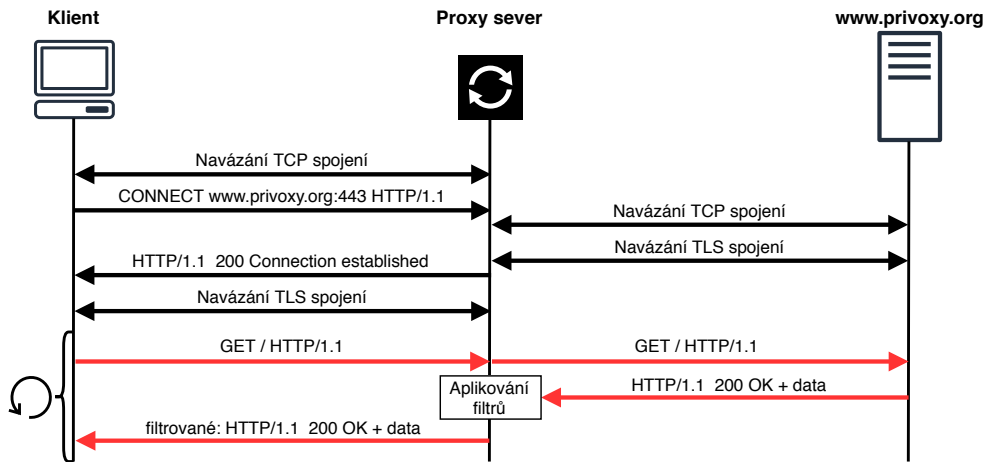 Klient
Proxy sever
www.privoxy.org
Navázání TCP spojení
CONNECT www.privoxy.org:443 HTTP/1.1
Navázání TCP spojení
Navázání TLS spojení
HTTP/1.1 200 Connection established
Navázání TLS spojení
GET / HTTP/1.1
GET / HTTP/1.1
HTTP/1.1 200 OK + data
Aplikování
filtrů
filtrované: HTTP/1.1 200 OK + data